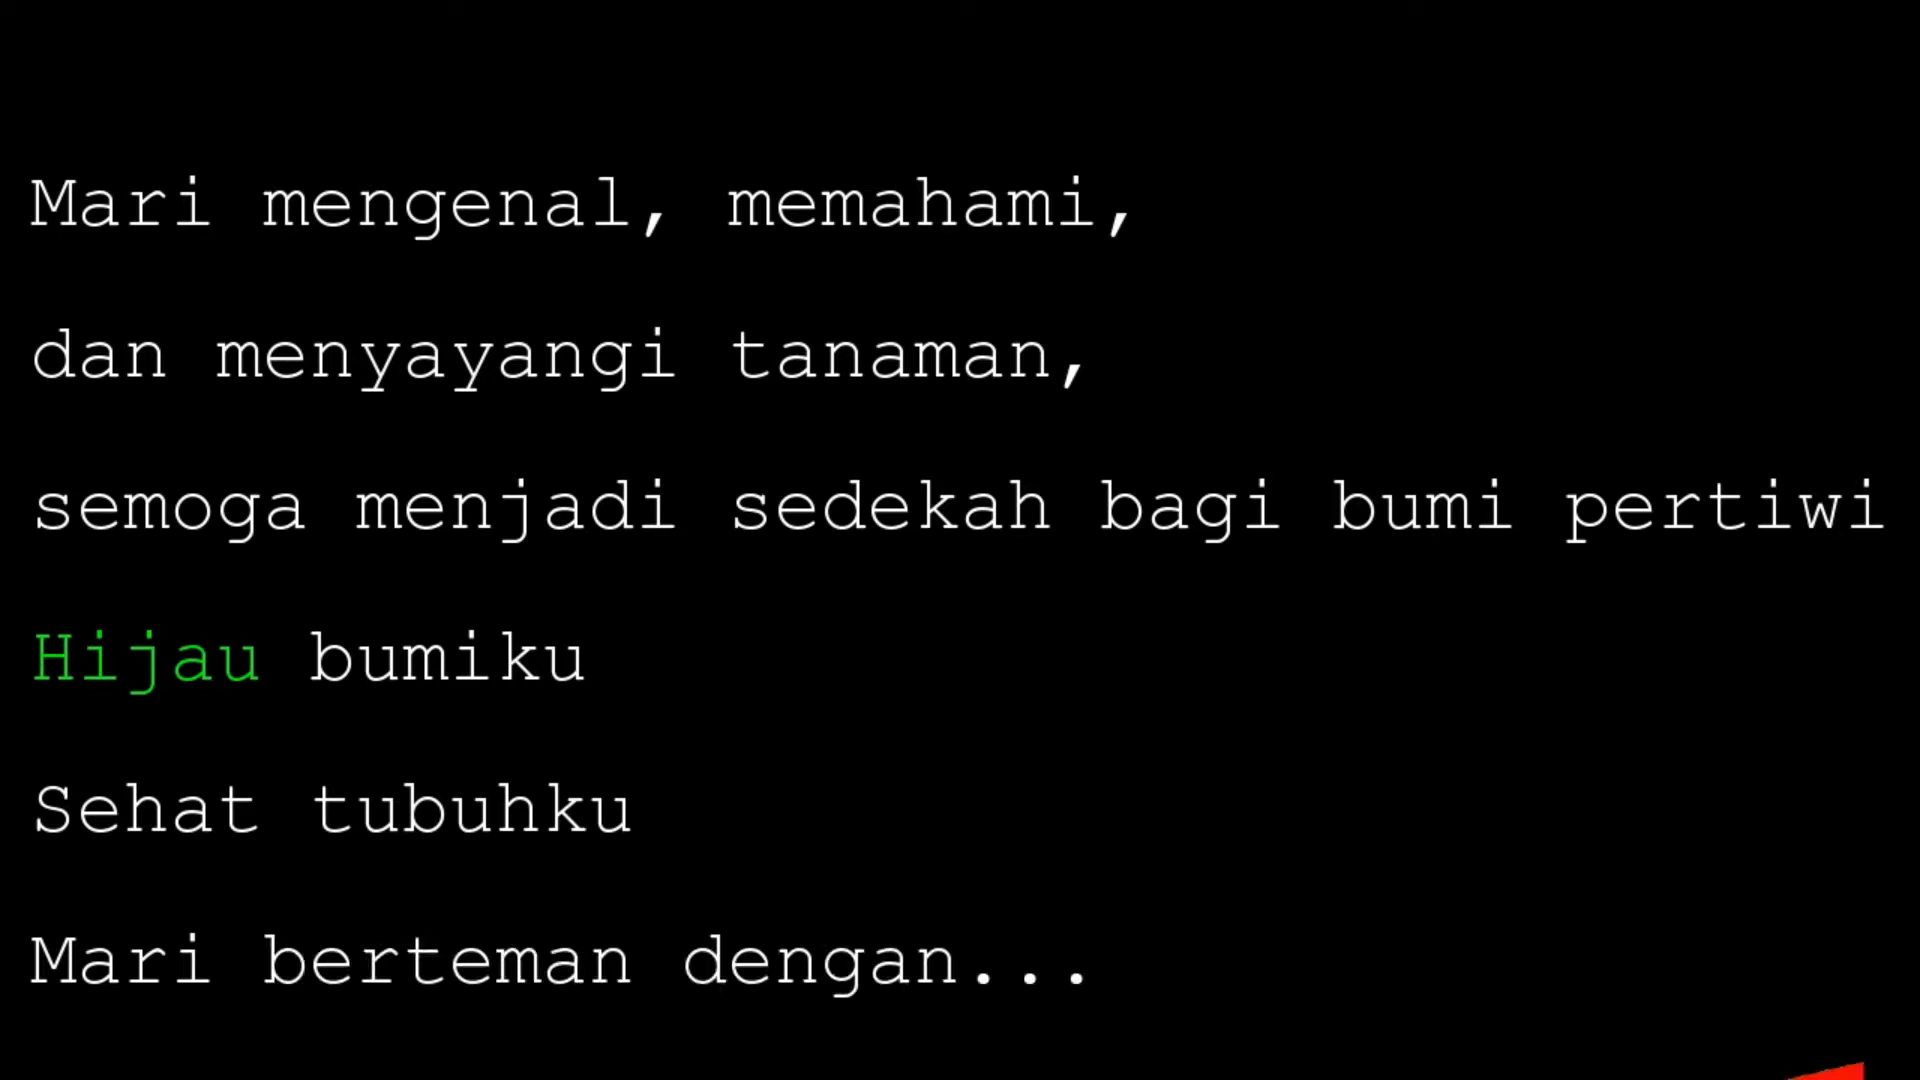 Mari mengenal, memahami,
dan menyayangi tanaman,
semoga menjadi sedekah bagi bumi pertiwi
Hijau bumiku
Sehat tubuhku
Mari berteman dengan...